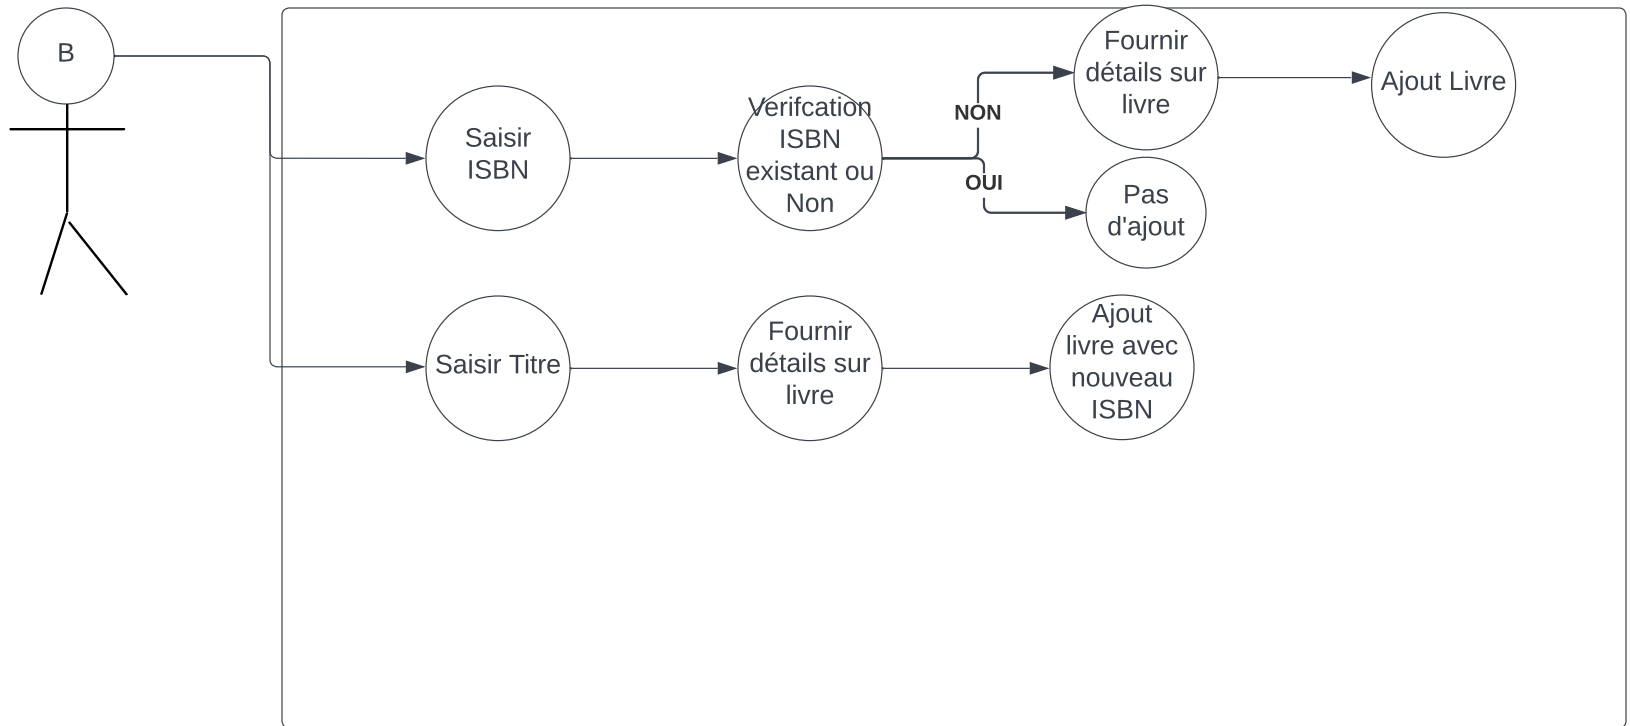 B
Saisir
ISBN
Verifcation
ISBN
existant ou
Non
NON
OUI
Fournir
détails sur
livre
Ajout Livre
Pas
d'ajout
Saisir Titre
Fournir
détails sur
livre
Ajout
livre avec
nouveau
ISBN